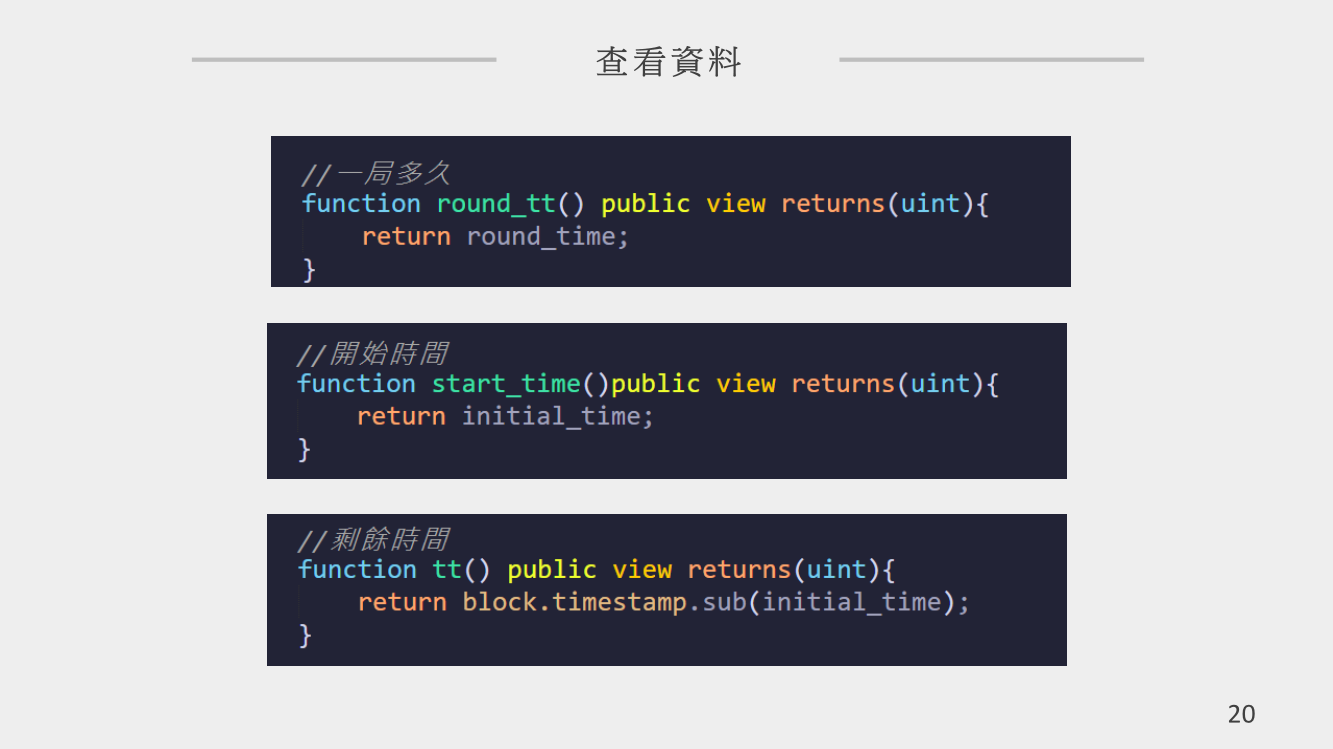 查看資料
//一局多久
function round_tt() public view returns(uint){
    return round_time;
}
//開始時間
function start_time()public view returns(uint){
    return initial_time;
}
//剩餘時間
function tt() public view returns(uint){
    return block.timestamp.sub(initial_time);
}
20